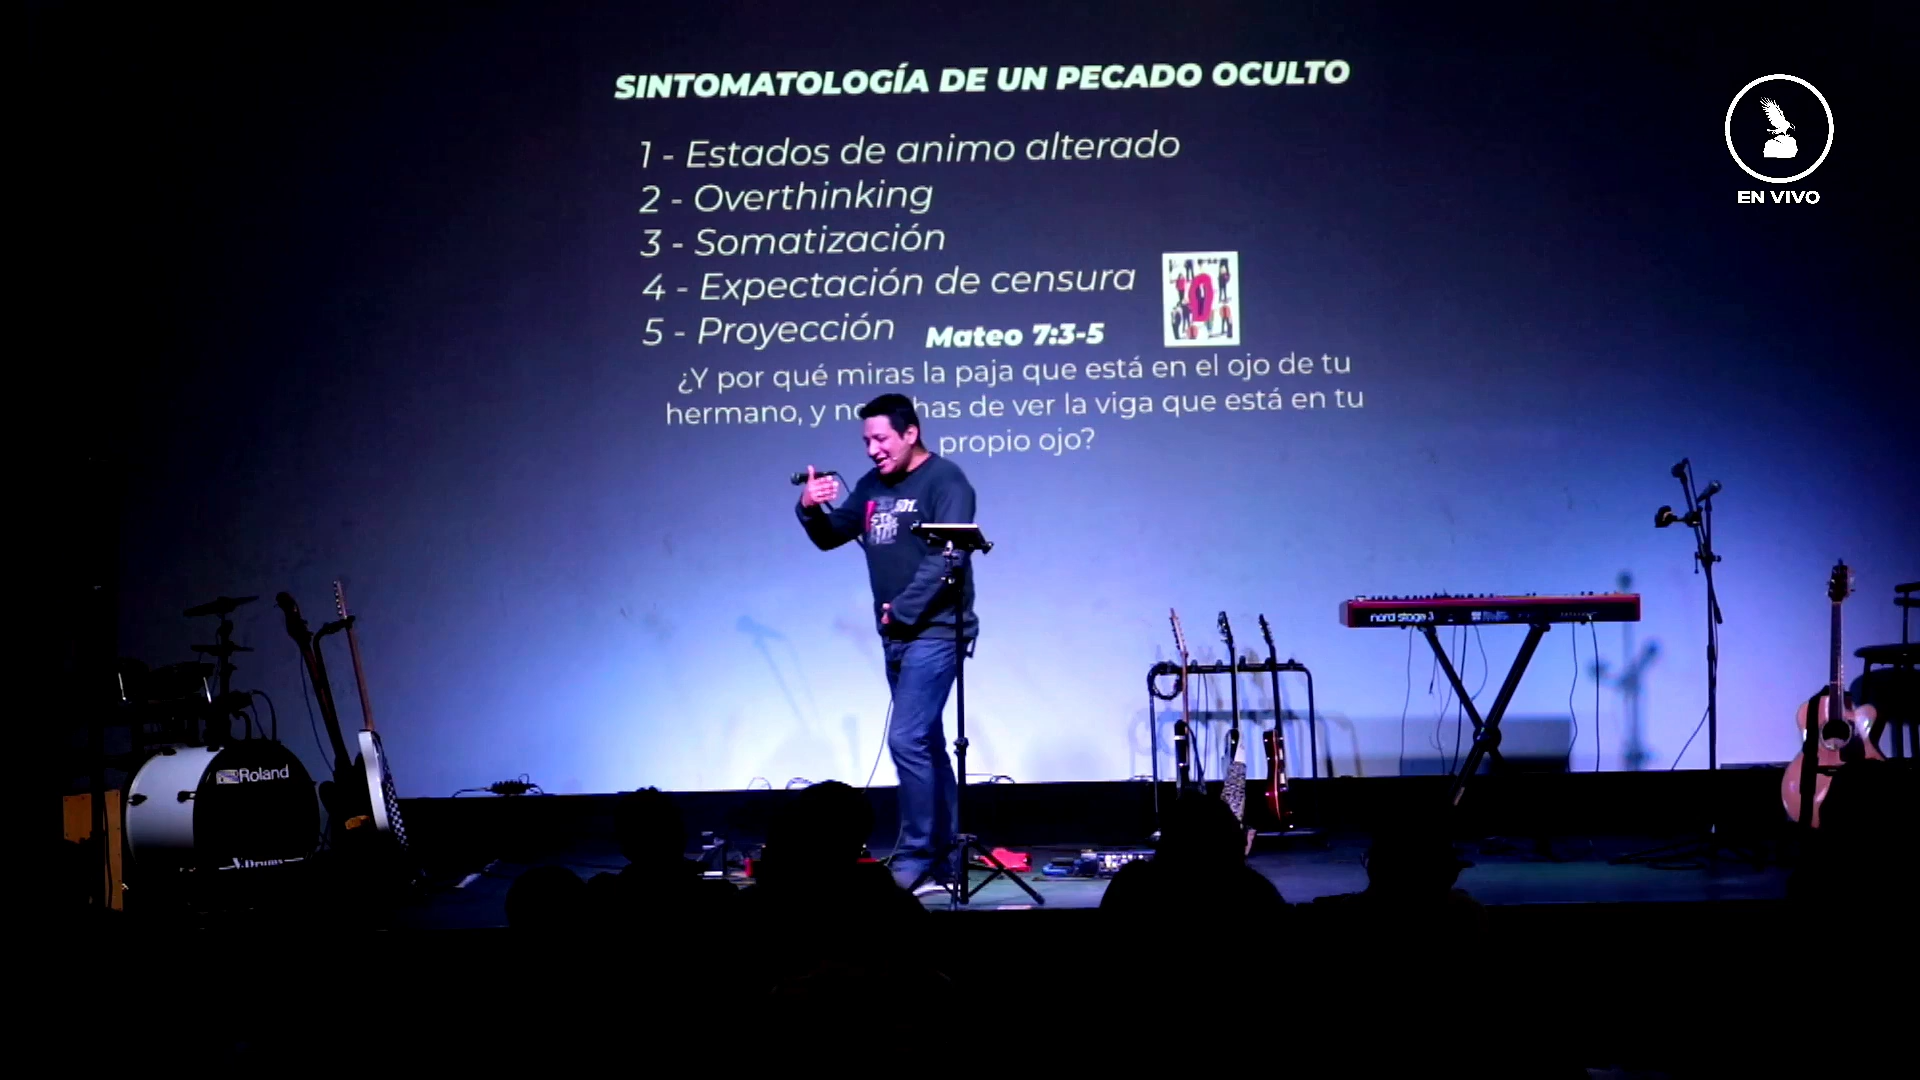 SINTOMATOLOGÍA DE UN PECADO OCULTO
1 - Estados de animo alterado
2 - Overthinking
3 - Somatización
4 - Expectación de censura
5 - Proyección
Mateo 7:3-5
¿Y por qué miras la paja que está en el ojo de tu
hermano, y no has de ver la viga que está en tu
propio ojo?
EN VIVO
nord stage 3
Roland
V-Drums